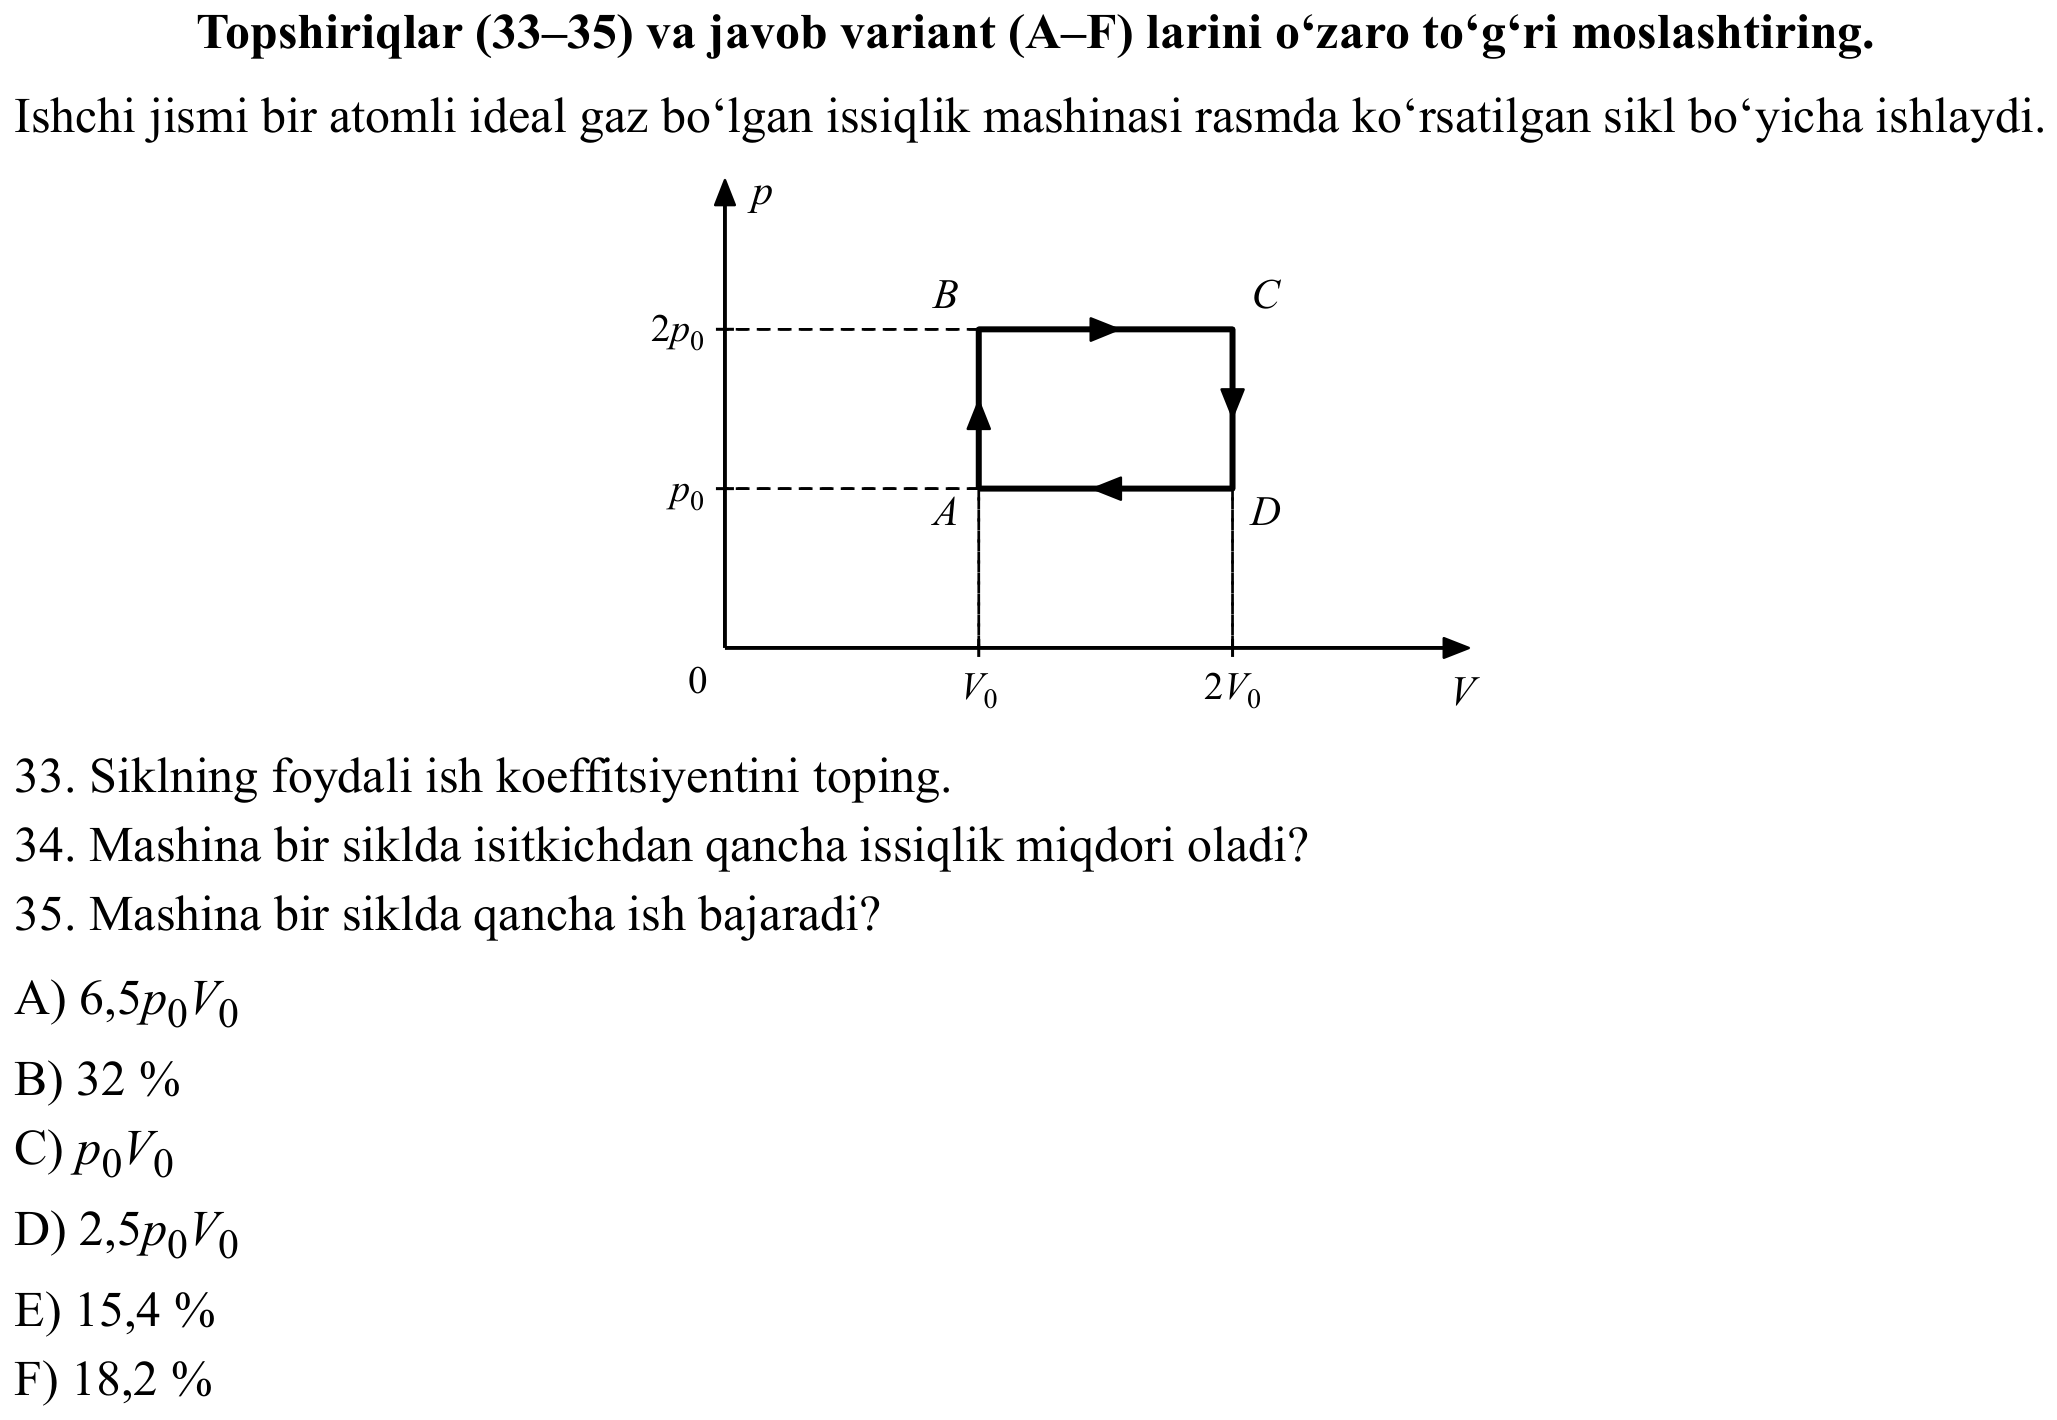 Topshiriqlar (33–35) va javob variant (A–F) larini o‘zaro to‘g‘ri moslashtiring.
Ishchi jismi bir atomli ideal gaz bo‘lgan issiqlik mashinasi rasmda ko‘rsatilgan sikl bo‘yicha ishlaydi.
p
B
C
2p₀
p₀
A
D
0
V₀
2V₀
V
33. Siklning foydali ish koeffitsiyentini toping.
34. Mashina bir siklda isitkichdan qancha issiqlik miqdori oladi?
35. Mashina bir siklda qancha ish bajaradi?
A) 6,5p₀V₀
B) 32 %
C) p₀V₀
D) 2,5p₀V₀
E) 15,4 %
F) 18,2 %